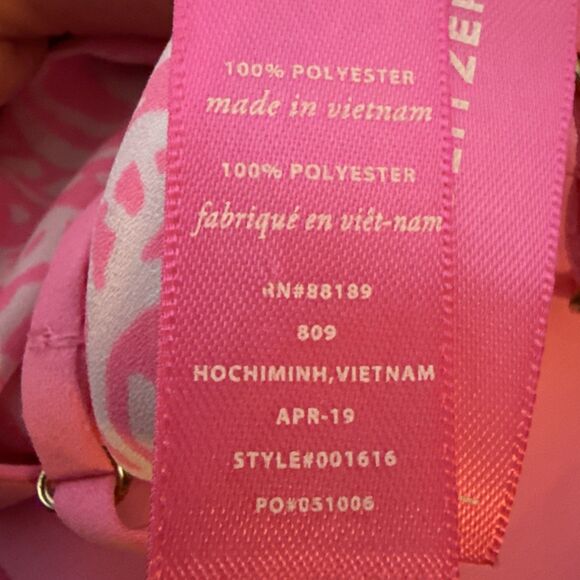 100% POLYESTER
made in vietnam
100% POLYESTER
fabriqué en viêt-nam
RN#88189
809
HOCHIMINH,VIETNAM
APR-19
STYLE#001616
PO#051006